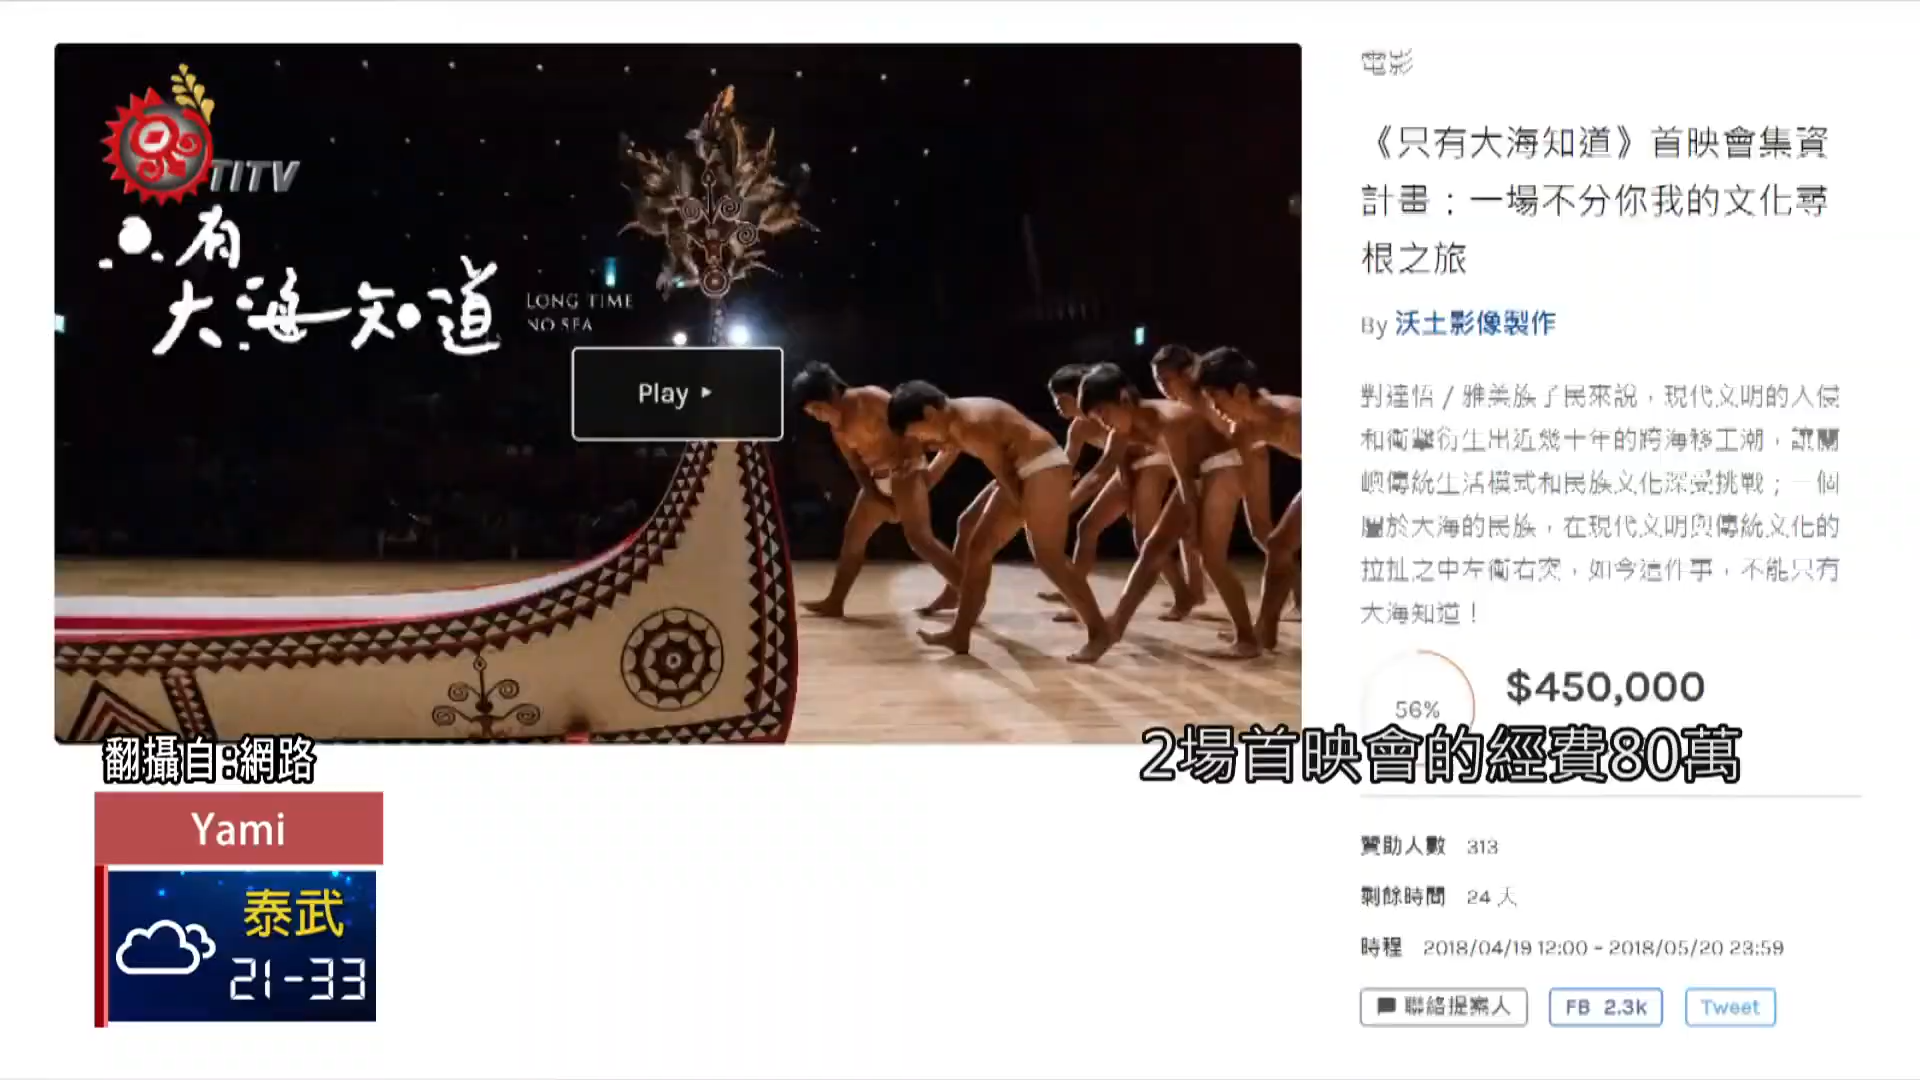 TITV
只有
大海知道
LONG TIME
NO SEA
Play
翻攝自:網路
Yami
泰武
21-33
電影
《只有大海知道》首映會集資
計畫：一場不分你我的文化尋
根之旅
By 沃土影像製作
對達悟 / 雅美族子民來說，現代文明的入侵
和衝擊衍生出近幾十年的跨海移工潮，讓蘭
嶼傳統生活模式和民族文化深受挑戰；一個
屬於大海的民族，在現代文明與傳統文化的
拉扯之中左衝右突，如今這件事，不能只有
大海知道！
56%
$450,000
2場首映會的經費80萬
贊助人數 313
剩餘時間 24 天
時程 2018/04/19 12:00 - 2018/05/20 23:59
聯絡提案人
FB 2.3k
Tweet